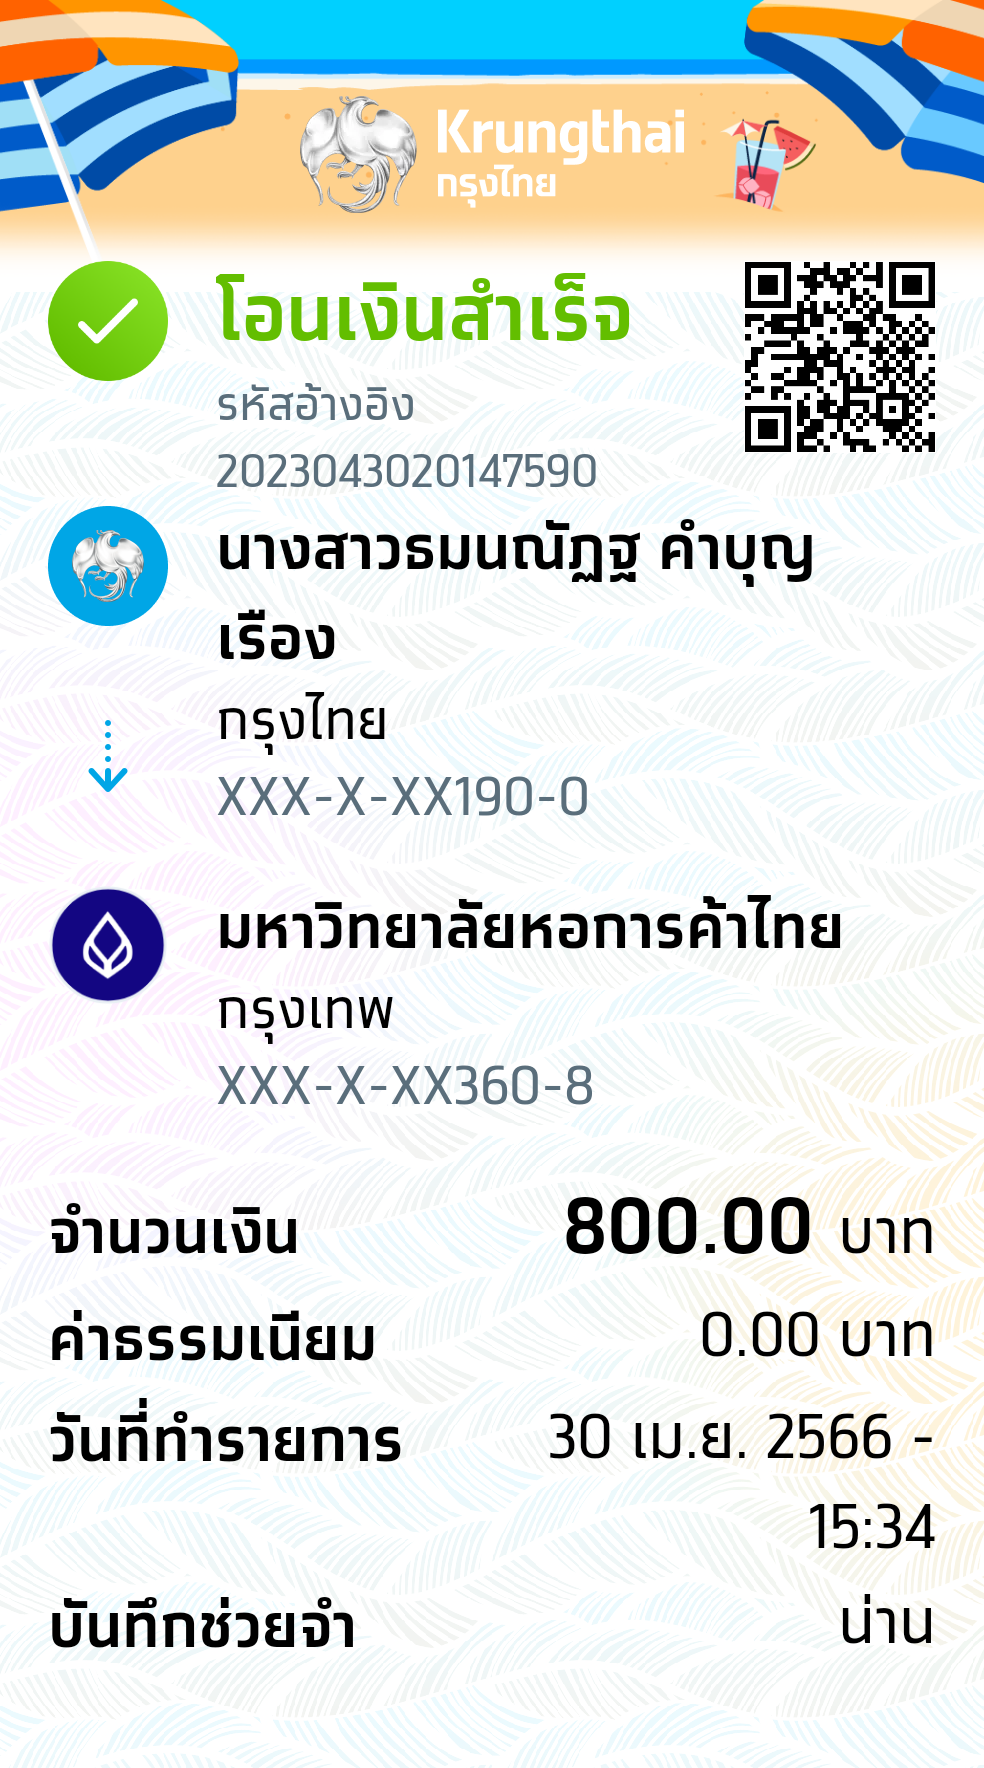 Krungthai
กรุงไทย
โอนเงินสำเร็จ
รหัสอ้างอิง
2023043020147590
นางสาวธมนณัฏฐ คำบุญ
เรือง
กรุงไทย
XXX-X-XX190-0
มหาวิทยาลัยหอการค้าไทย
กรุงเทพ
XXX-X-XX360-8
จำนวนเงิน 800.00 บาท
ค่าธรรมเนียม 0.00 บาท
วันที่ทำรายการ 30 เม.ย. 2566 -
15:34
บันทึกช่วยจำ น่าน